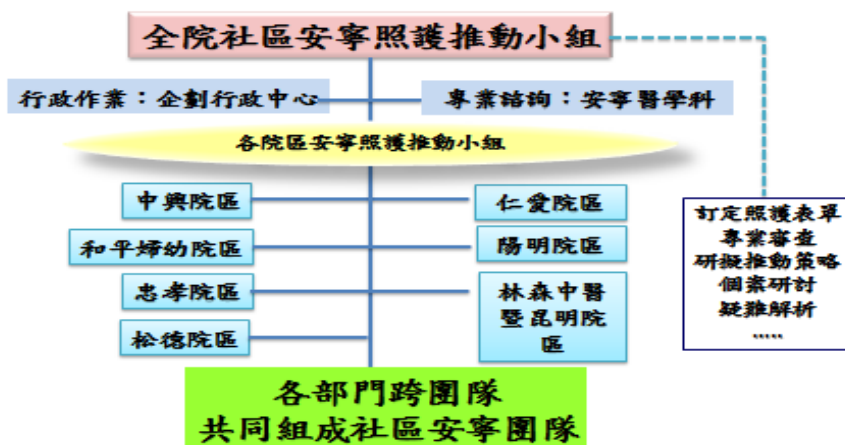 全院社區安寧照護推動小組
行政作業：企劃行政中心
專業諮詢：安寧醫學科
各院區安寧照護推動小組
中興院區
仁愛院區
和平婦幼院區
陽明院區
忠孝院區
林森中醫
暨昆明院
區
松德院區
訂定照護表單
專業審查
研擬推動策略
個案研討
疑難解析
.....
各部門跨團隊
共同組成社區安寧團隊